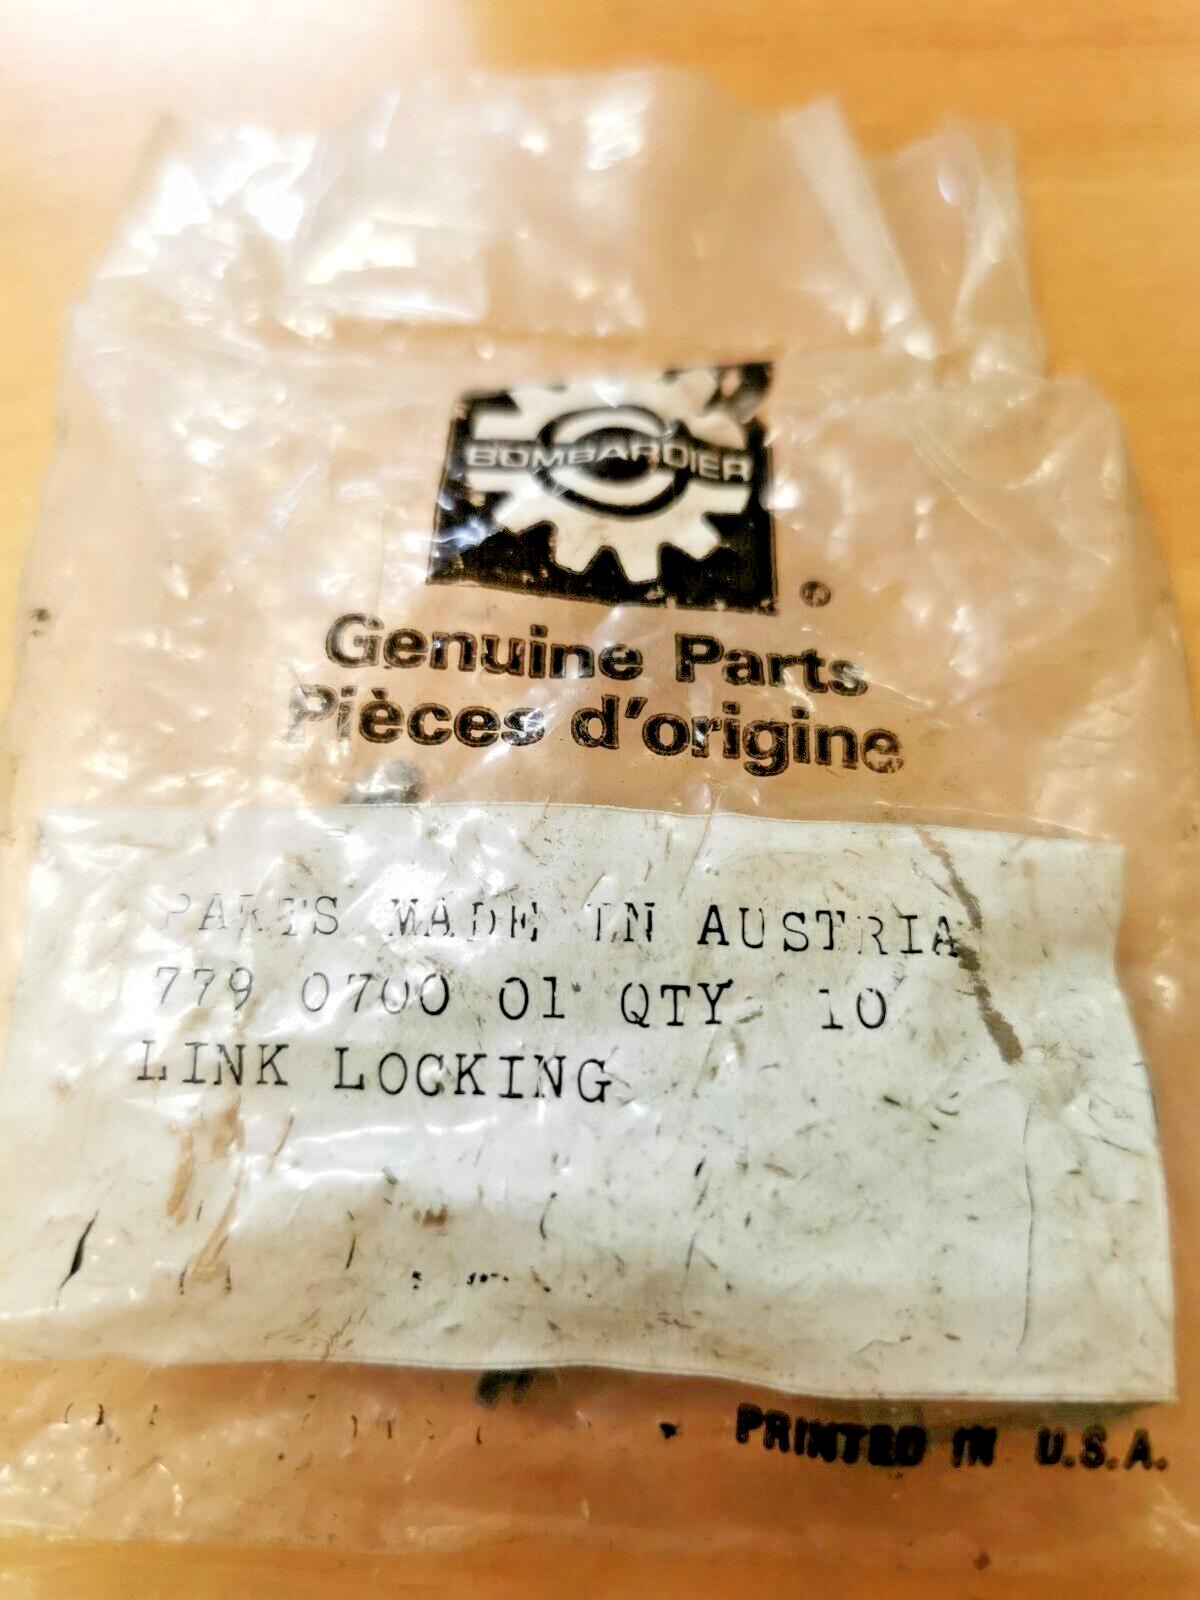 BOMBARDIER
®
Genuine Parts
Pièces d'origine
PARTS MADE IN AUSTRIA
779 0700 01 QTY 10
LINK LOCKING
PRINTED IN U.S.A.